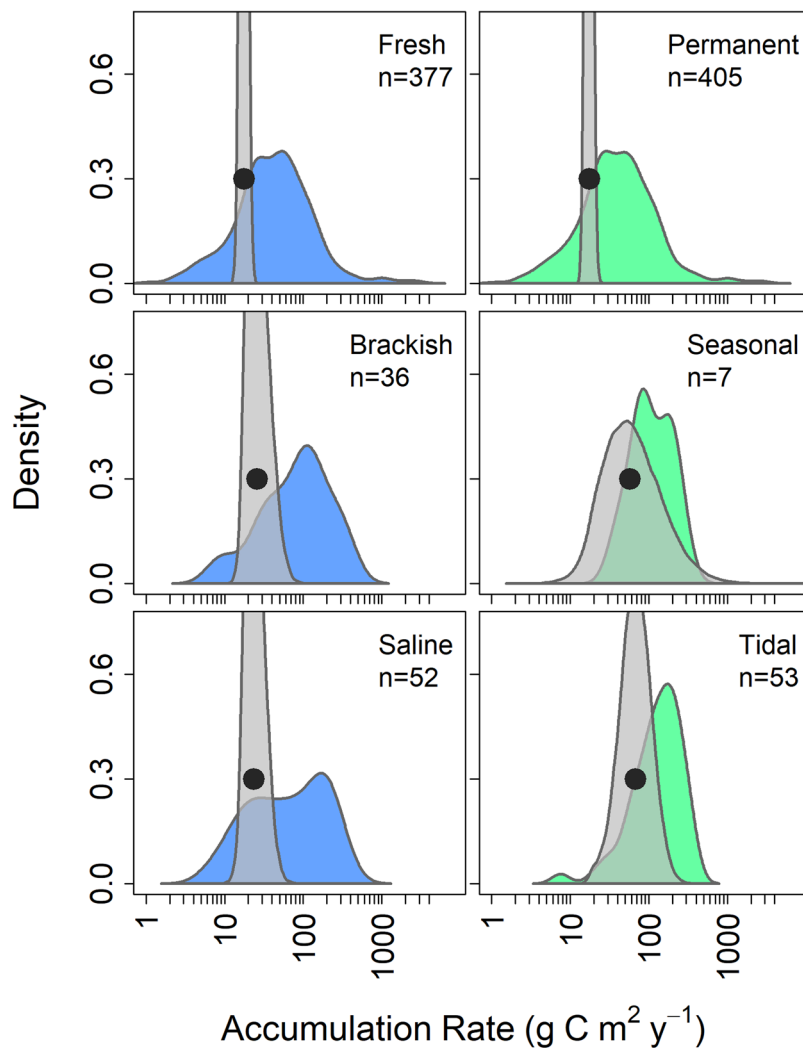 Fresh
n=377
Permanent
n=405
0.6
0.3
0.0
Brackish
n=36
Seasonal
n=7
0.6
0.3
0.0
Saline
n=52
Tidal
n=53
0.6
0.3
0.0
Density
1 10 100 1000
1 10 100 1000
Accumulation Rate (g C m² y⁻¹)